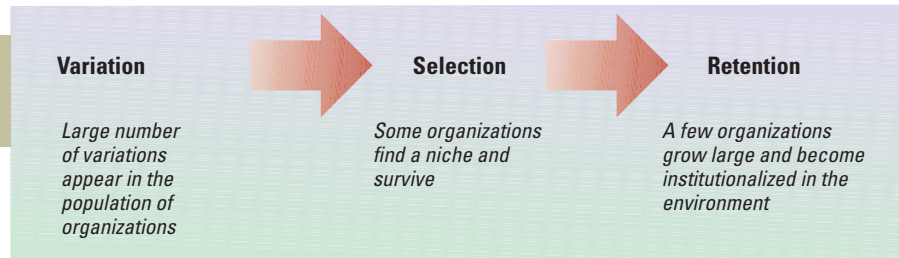 Variation
Large number
of variations
appear in the
population of
organizations
Selection
Some organizations
find a niche and
survive
Retention
A few organizations
grow large and become
institutionalized in the
environment